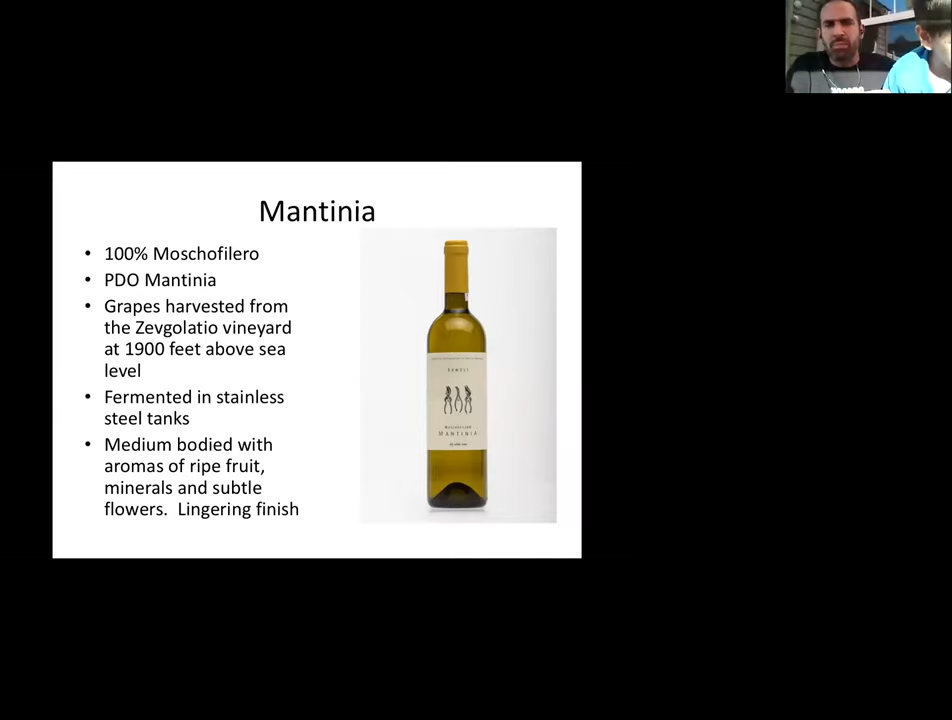 Mantinia
• 100% Moschofilero
• PDO Mantinia
• Grapes harvested from
the Zevgolatio vineyard
at 1900 feet above sea
level
• Fermented in stainless
steel tanks
• Medium bodied with
aromas of ripe fruit,
minerals and subtle
flowers.  Lingering finish
MANTINIA